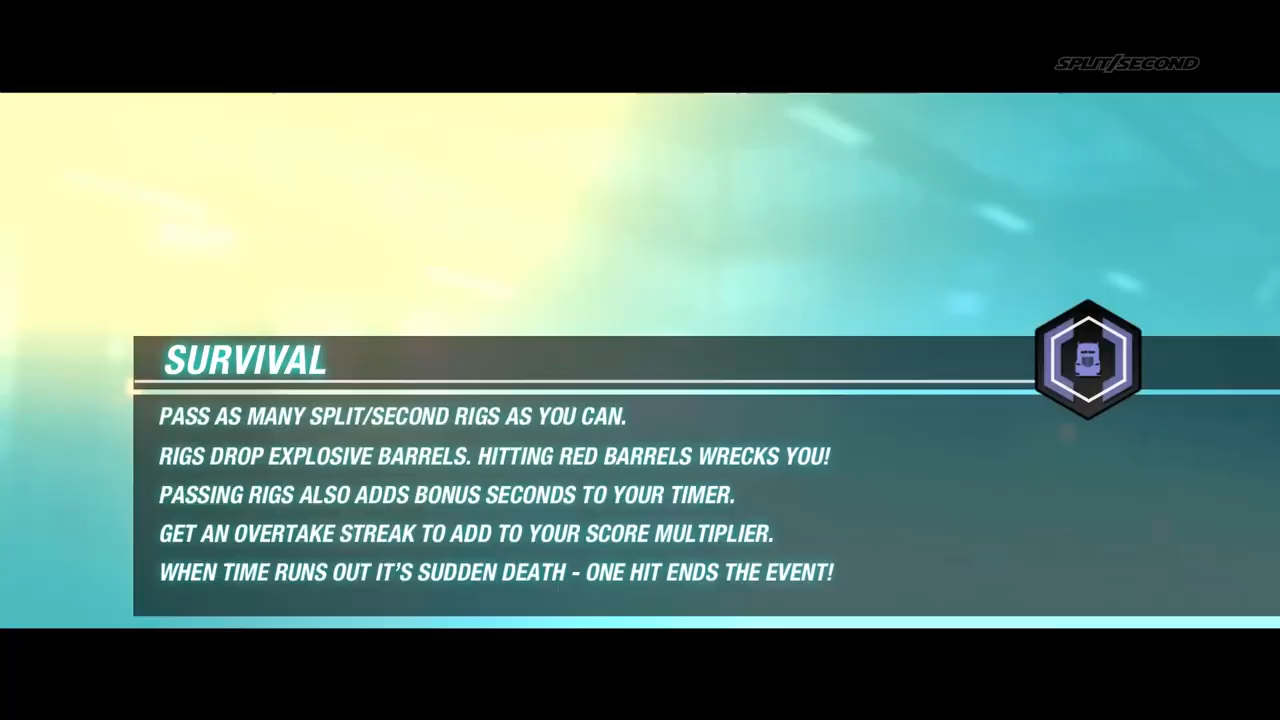 SPLIT/SECOND
SURVIVAL
PASS AS MANY SPLIT/SECOND RIGS AS YOU CAN.
RIGS DROP EXPLOSIVE BARRELS. HITTING RED BARRELS WRECKS YOU!
PASSING RIGS ALSO ADDS BONUS SECONDS TO YOUR TIMER.
GET AN OVERTAKE STREAK TO ADD TO YOUR SCORE MULTIPLIER.
WHEN TIME RUNS OUT IT'S SUDDEN DEATH - ONE HIT ENDS THE EVENT!